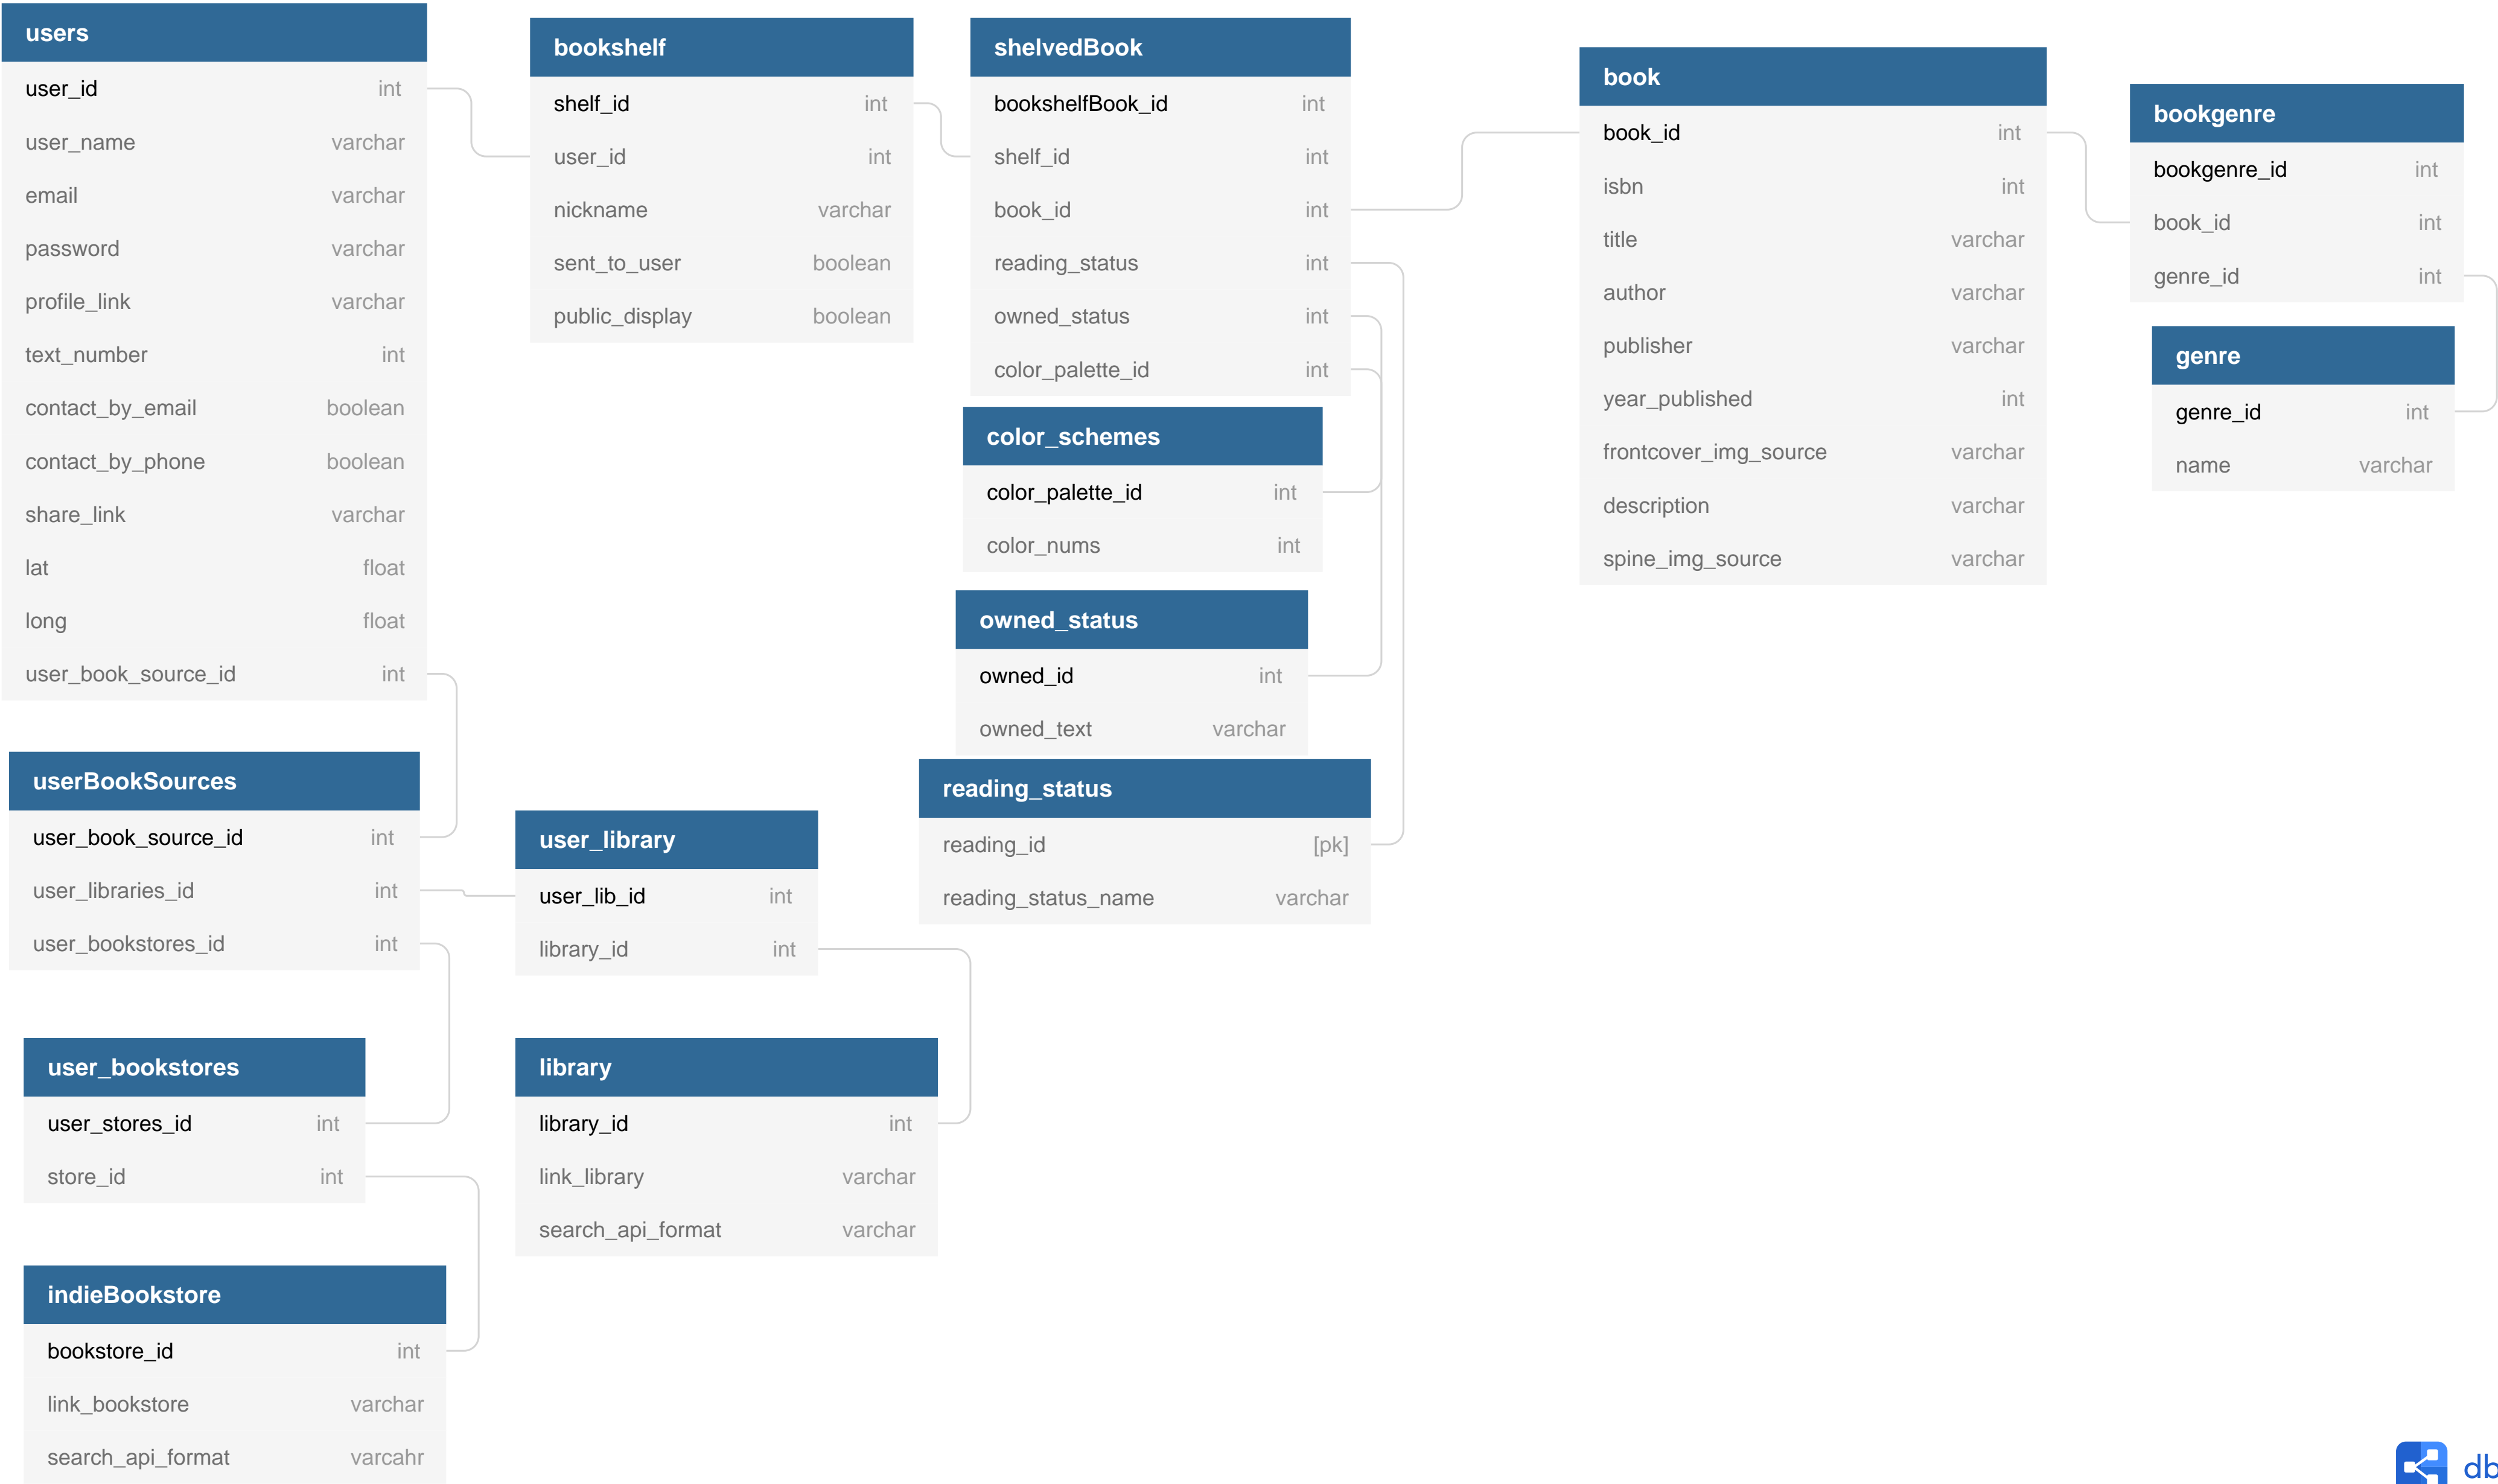 users
user_id int
user_name varchar
email varchar
password varchar
profile_link varchar
text_number int
contact_by_email boolean
contact_by_phone boolean
share_link varchar
lat float
long float
user_book_source_id int
bookshelf
shelf_id int
user_id int
nickname varchar
sent_to_user boolean
public_display boolean
shelvedBook
bookshelfBook_id int
shelf_id int
book_id int
reading_status int
owned_status int
color_palette_id int
book
book_id int
isbn int
title varchar
author varchar
publisher varchar
year_published int
frontcover_img_source varchar
description varchar
spine_img_source varchar
bookgenre
bookgenre_id int
book_id int
genre_id int
genre
genre_id int
name varchar
color_schemes
color_palette_id int
color_nums int
owned_status
owned_id int
owned_text varchar
reading_status
reading_id [pk]
reading_status_name varchar
userBookSources
user_book_source_id int
user_libraries_id int
user_bookstores_id int
user_library
user_lib_id int
library_id int
user_bookstores
user_stores_id int
store_id int
library
library_id int
link_library varchar
search_api_format varchar
indieBookstore
bookstore_id int
link_bookstore varchar
search_api_format varcahr